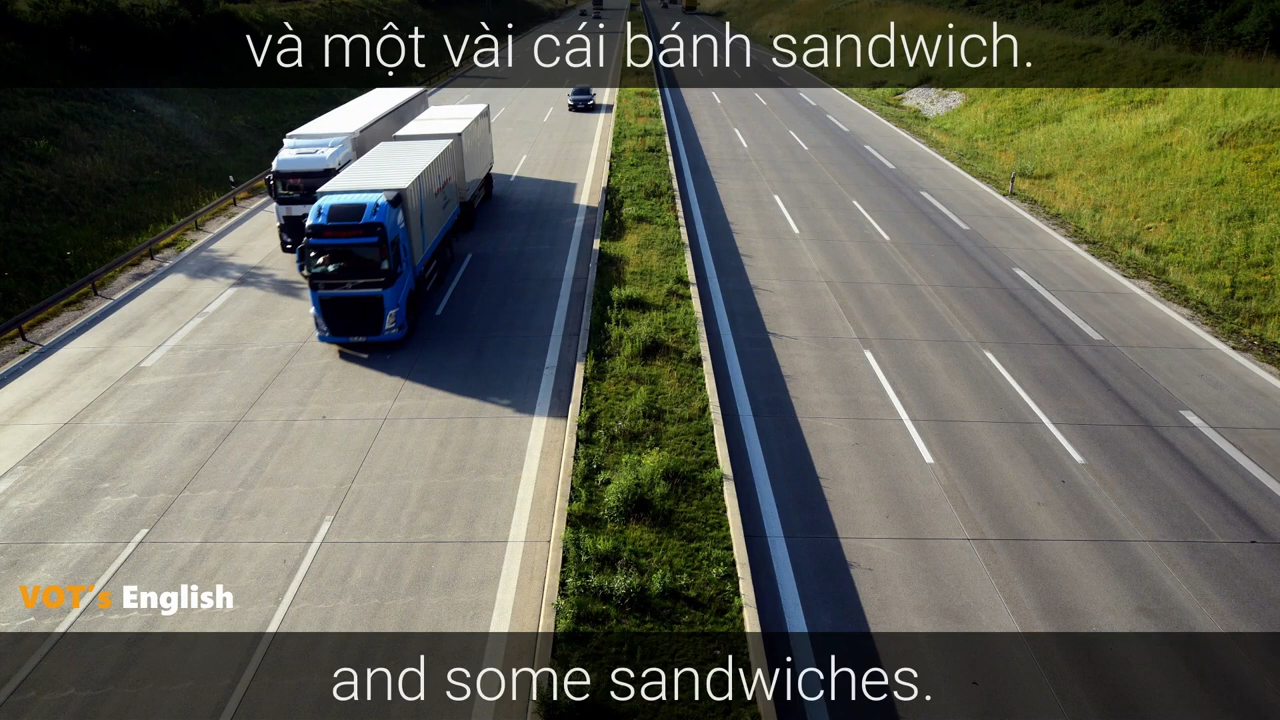 và một vài cái bánh sandwich.
VOT's English
and some sandwiches.